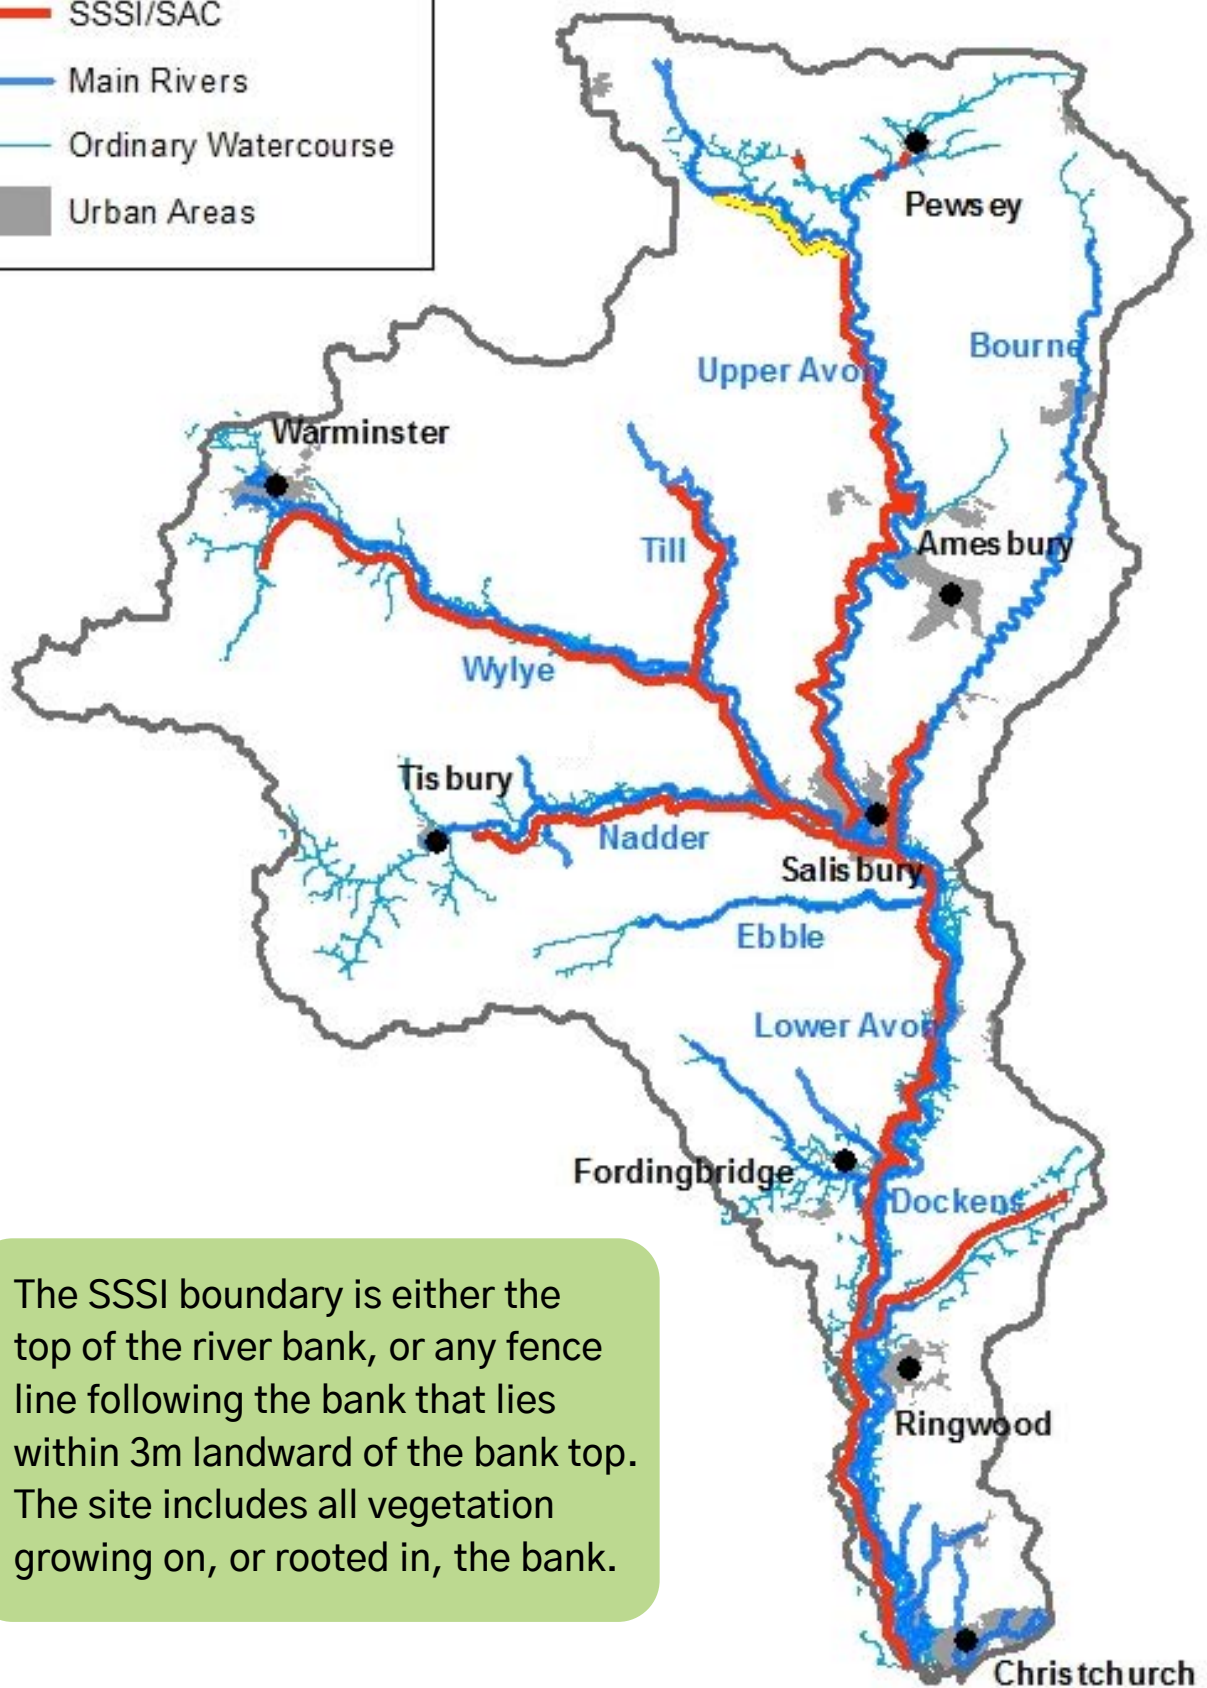 SSSI/SAC
Main Rivers
Ordinary Watercourse
Urban Areas
Pewsey
Bourne
Upper Avon
Warminster
Till
Amesbury
Wylye
Tisbury
Nadder
Salisbury
Ebble
Lower Avon
Fordingbridge
Dockens
The SSSI boundary is either the
top of the river bank, or any fence
line following the bank that lies
within 3m landward of the bank top.
The site includes all vegetation
growing on, or rooted in, the bank.
Ringwood
Christchurch